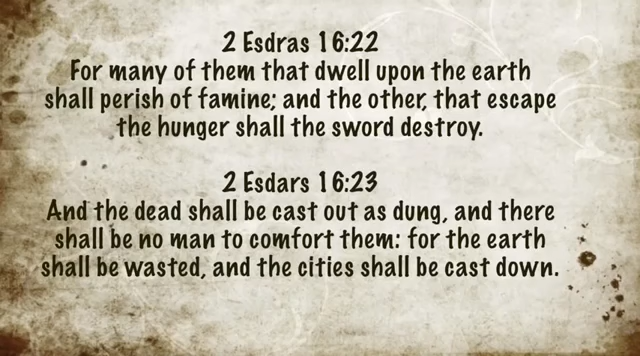 2 Esdras 16:22
For many of them that dwell upon the earth
shall perish of famine; and the other, that escape
the hunger shall the sword destroy.
2 Esdars 16:23
And the dead shall be cast out as dung, and there
shall be no man to comfort them: for the earth
shall be wasted, and the cities shall be cast down.